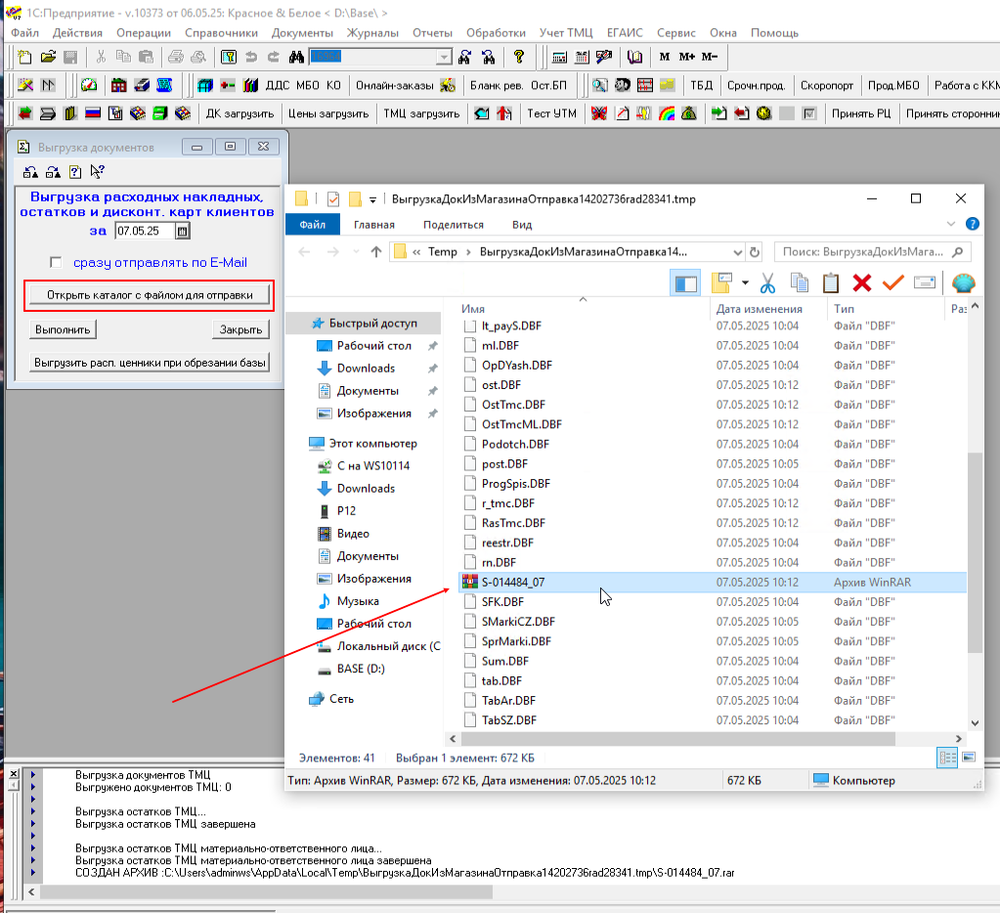 1С:Предприятие - v.10373 от 06.05.25: Красное & Белое < D:\Base\ >
Файл Действия Операции Справочники Документы Журналы Отчеты Обработки Учет ТМЦ ЕГАИС Сервис Окна Помощь
M M+ M-
ДДС МБО КО Онлайн-заказы Бланк рев. Ост.БП ТБД Срочн.прод. Скоропорт Прод.МБО Работа с ККМ
ДК загрузить Цены загрузить ТМЦ загрузить Тест УТМ Принять РЦ Принять сторонни
Выгрузка документов
Выгрузка расходных накладных,
остатков и дисконт. карт клиентов
за 07.05.25
сразу отправлять по E-Mail
Открыть каталог с файлом для отправки
Выполнить Закрыть
Выгрузить расп. ценники при обрезании базы
ВыгрузкаДокИзМагазинаОтправка14202736rad28341.tmp
Файл Главная Поделиться Вид
« Temp › ВыгрузкаДокИзМагазинаОтправка14... Поиск: ВыгрузкаДокИзМага...
Быстрый доступ
Рабочий стол
Downloads
Документы
Изображения
Этот компьютер
С на WS10114
Downloads
P12
Видео
Документы
Изображения
Музыка
Рабочий стол
Локальный диск (C
BASE (D:)
Сеть
Имя Дата изменения Тип Раз
lt_payS.DBF 07.05.2025 10:04 Файл "DBF"
ml.DBF 07.05.2025 10:04 Файл "DBF"
OpDYash.DBF 07.05.2025 10:04 Файл "DBF"
ost.DBF 07.05.2025 10:12 Файл "DBF"
OstTmc.DBF 07.05.2025 10:12 Файл "DBF"
OstTmcML.DBF 07.05.2025 10:12 Файл "DBF"
Podotch.DBF 07.05.2025 10:04 Файл "DBF"
post.DBF 07.05.2025 10:05 Файл "DBF"
ProgSpis.DBF 07.05.2025 10:04 Файл "DBF"
r_tmc.DBF 07.05.2025 10:12 Файл "DBF"
RasTmc.DBF 07.05.2025 10:12 Файл "DBF"
reestr.DBF 07.05.2025 10:04 Файл "DBF"
rn.DBF 07.05.2025 10:04 Файл "DBF"
S-014484_07 07.05.2025 10:12 Архив WinRAR
SFK.DBF 07.05.2025 10:04 Файл "DBF"
SMarkiCZ.DBF 07.05.2025 10:05 Файл "DBF"
SprMarki.DBF 07.05.2025 10:05 Файл "DBF"
Sum.DBF 07.05.2025 10:04 Файл "DBF"
tab.DBF 07.05.2025 10:04 Файл "DBF"
TabAr.DBF 07.05.2025 10:04 Файл "DBF"
TabSZ.DBF 07.05.2025 10:04 Файл "DBF"
Элементов: 41 Выбран 1 элемент: 672 КБ
Тип: Архив WinRAR, Размер: 672 КБ, Дата изменения: 07.05.2025 10:12 672 КБ Компьютер
Выгрузка документов ТМЦ
Выгружено документов ТМЦ: 0
Выгрузка остатков ТМЦ...
Выгрузка остатков ТМЦ завершена
Выгрузка остатков ТМЦ материально-ответственного лица...
Выгрузка остатков ТМЦ материально-ответственного лица завершена
СОЗДАН АРХИВ :C:\Users\adminws\AppData\Local\Temp\ВыгрузкаДокИзМагазинаОтправка14202736rad28341.tmp\S-014484_07.rar